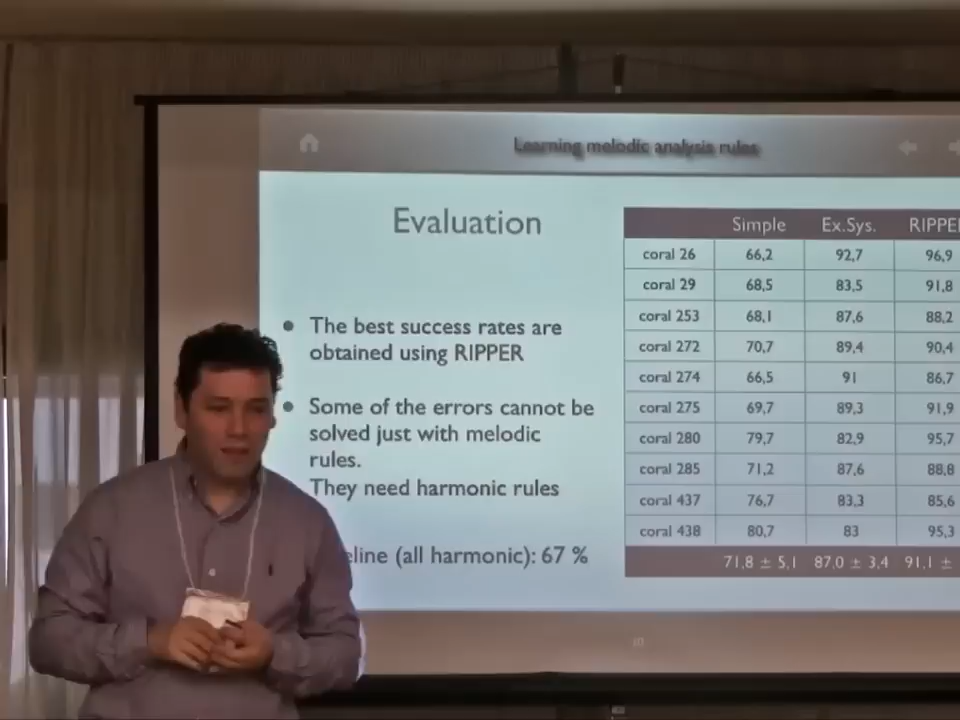 Learning melodic analysis rules
Evaluation
The best success rates are
obtained using RIPPER
Some of the errors cannot be
solved just with melodic
rules.
They need harmonic rules
(all harmonic): 67 %
Simple Ex.Sys. RIPPER
coral 26 66,2 92,7 96,9
coral 29 68,5 83,5 91,8
coral 253 68,1 87,6 88,2
coral 272 70,7 89,4 90,4
coral 274 66,5 91 86,7
coral 275 69,7 89,3 91,9
coral 280 79,7 82,9 95,7
coral 285 71,2 87,6 88,8
coral 437 76,7 83,3 85,6
coral 438 80,7 83 95,3
71,8 ± 5,1 87,0 ± 3,4 91,1 ±